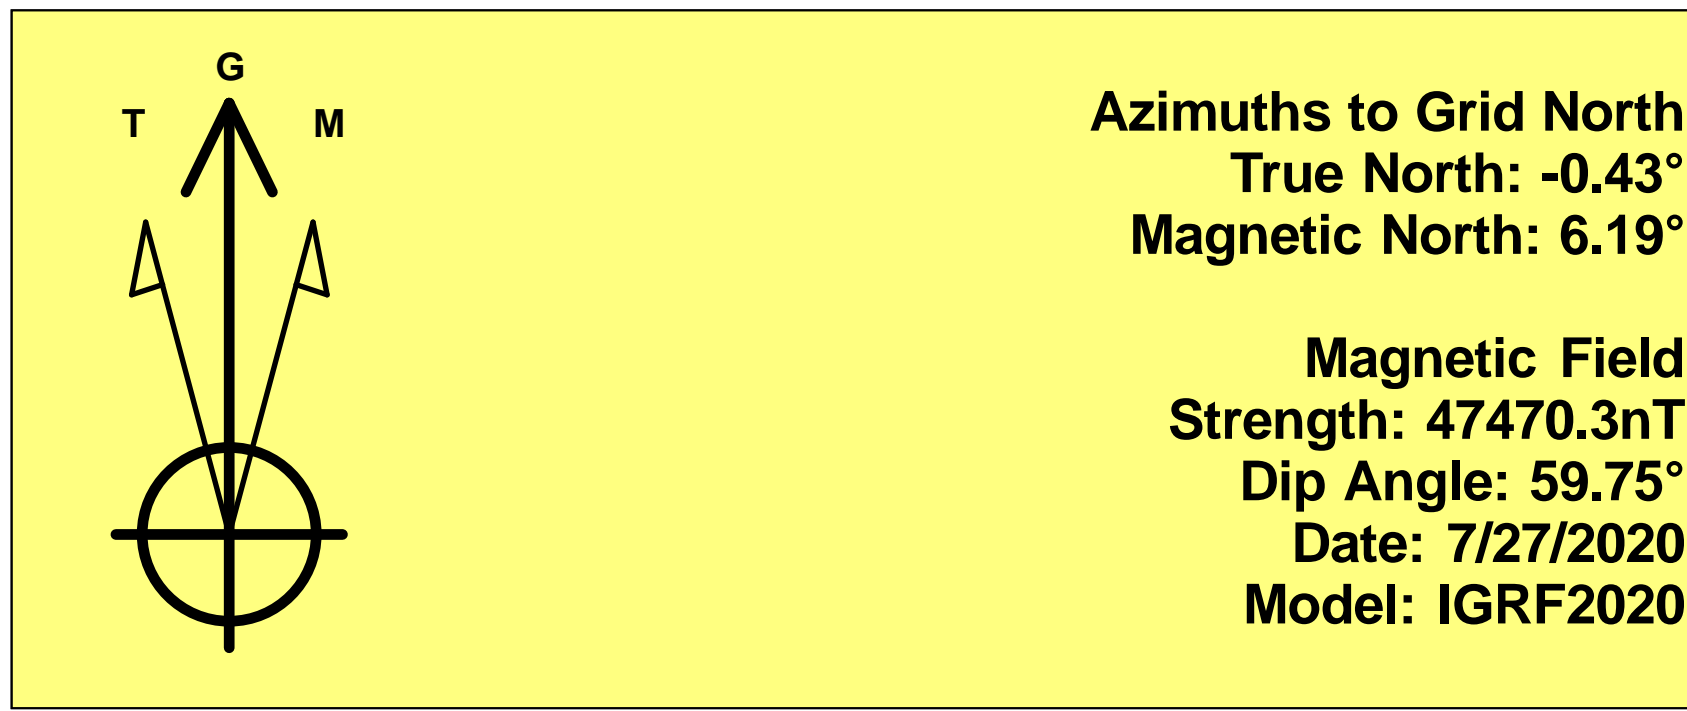 G
T
M
Azimuths to Grid North
True North: -0.43°
Magnetic North: 6.19°
Magnetic Field
Strength: 47470.3nT
Dip Angle: 59.75°
Date: 7/27/2020
Model: IGRF2020